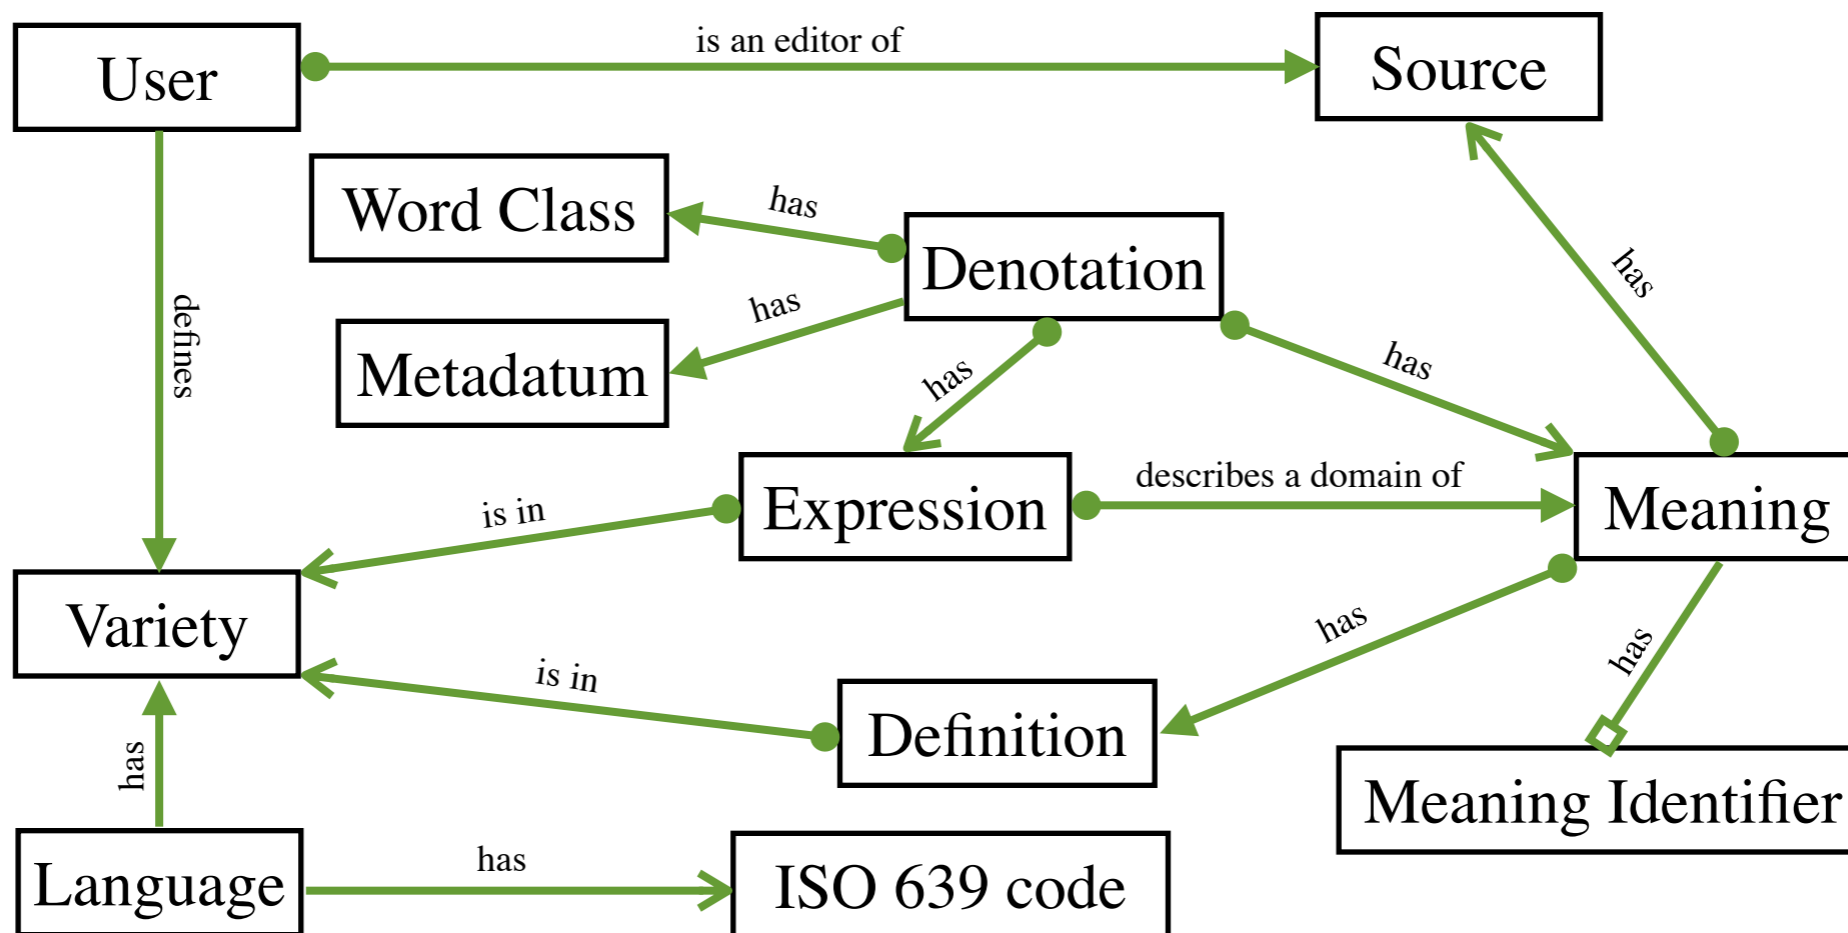 is an editor of
User
Source
Word Class
has
Denotation
has
has
Metadatum
defines
has
has
describes a domain of
Expression
Meaning
is in
Variety
is in
has
has
Definition
has
Meaning Identifier
Language
has
ISO 639 code